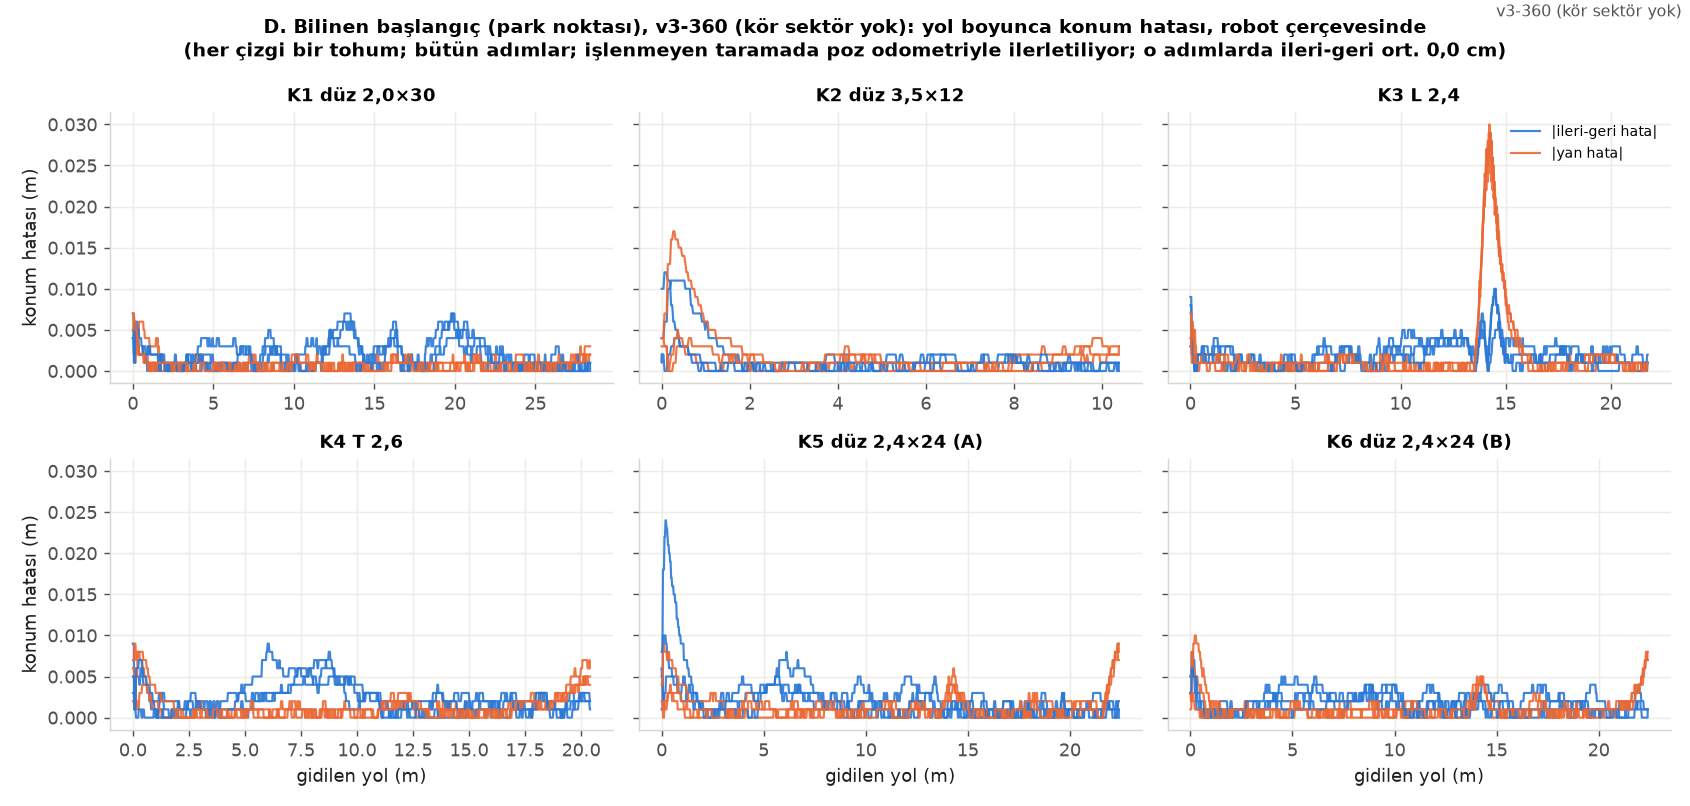 v3-360 (kör sektör yok)
D. Bilinen başlangıç (park noktası), v3-360 (kör sektör yok): yol boyunca konum hatası, robot çerçevesinde
(her çizgi bir tohum; bütün adımlar; işlenmeyen taramada poz odometriyle ilerletiliyor; o adımlarda ileri-geri ort. 0,0 cm)
K1 düz 2,0×30
K2 düz 3,5×12
K3 L 2,4
konum hatası (m)
0.030
0.025
0.020
0.015
0.010
0.005
0.000
|ileri-geri hata|
|yan hata|
0 5 10 15 20 25
0 2 4 6 8 10
0 5 10 15 20
K4 T 2,6
K5 düz 2,4×24 (A)
K6 düz 2,4×24 (B)
konum hatası (m)
0.030
0.025
0.020
0.015
0.010
0.005
0.000
0.0 2.5 5.0 7.5 10.0 12.5 15.0 17.5 20.0
0 5 10 15 20
0 5 10 15 20
gidilen yol (m)
gidilen yol (m)
gidilen yol (m)